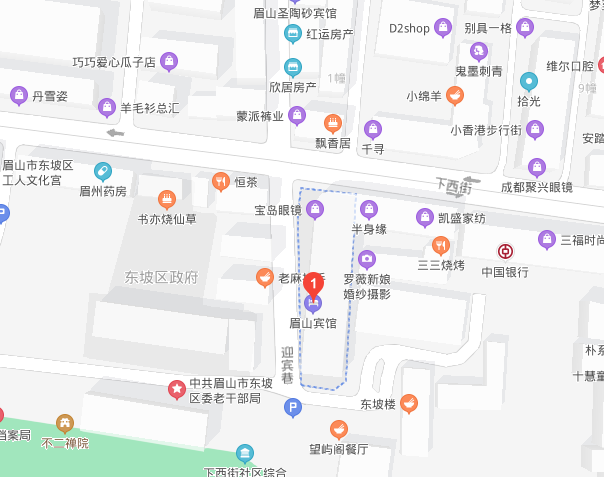 眉山圣陶砂宾馆
红运房产
D2shop
别具一格
巧巧爱心瓜子店
鬼墨刺青
维尔口腔
欣居房产
1幢
拾光
9幢
丹雪姿
羊毛衫总汇
小绵羊
蒙派裤业
飘香居
千寻
小香港步行街
安踏
眉山市东坡区
工人文化宫
眉州药房
恒茶
下西街
成都聚兴眼镜
书亦烧仙草
宝岛眼镜
半身缘
凯盛家纺
三福时尚
东坡区政府
老麻
三三烧烤
中国银行
罗薇新娘
婚纱摄影
1
眉山宾馆
迎宾巷
朴系
十慧童
中共眉山市东坡
区委老干部局
P
东坡楼
档案局
不二禅院
望屿阁餐厅
下西街社区综合